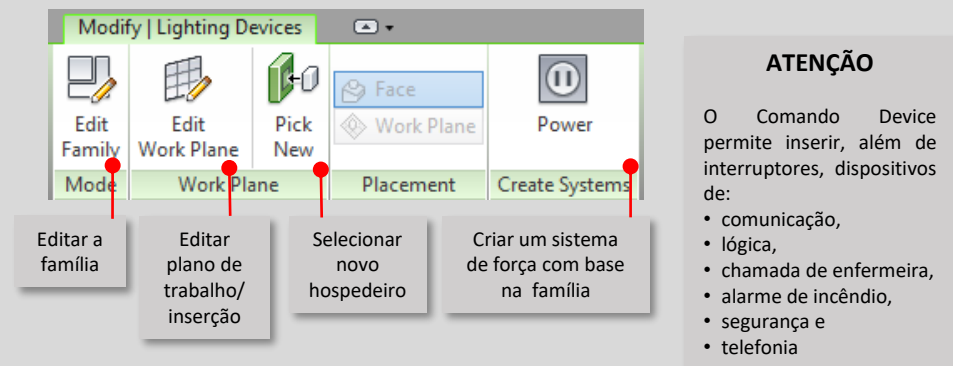 Modify | Lighting Devices
Edit
Family
Edit
Work Plane
Pick
New
Face
Work Plane
Power
Mode
Work Plane
Placement
Create Systems
Editar a
família
Editar
plano de
trabalho/
inserção
Selecionar
novo
hospedeiro
Criar um sistema
de força com base
na família
ATENÇÃO
O Comando Device
permite inserir, além de
interruptores, dispositivos
de:
• comunicação,
• lógica,
• chamada de enfermeira,
• alarme de incêndio,
• segurança e
• telefonia